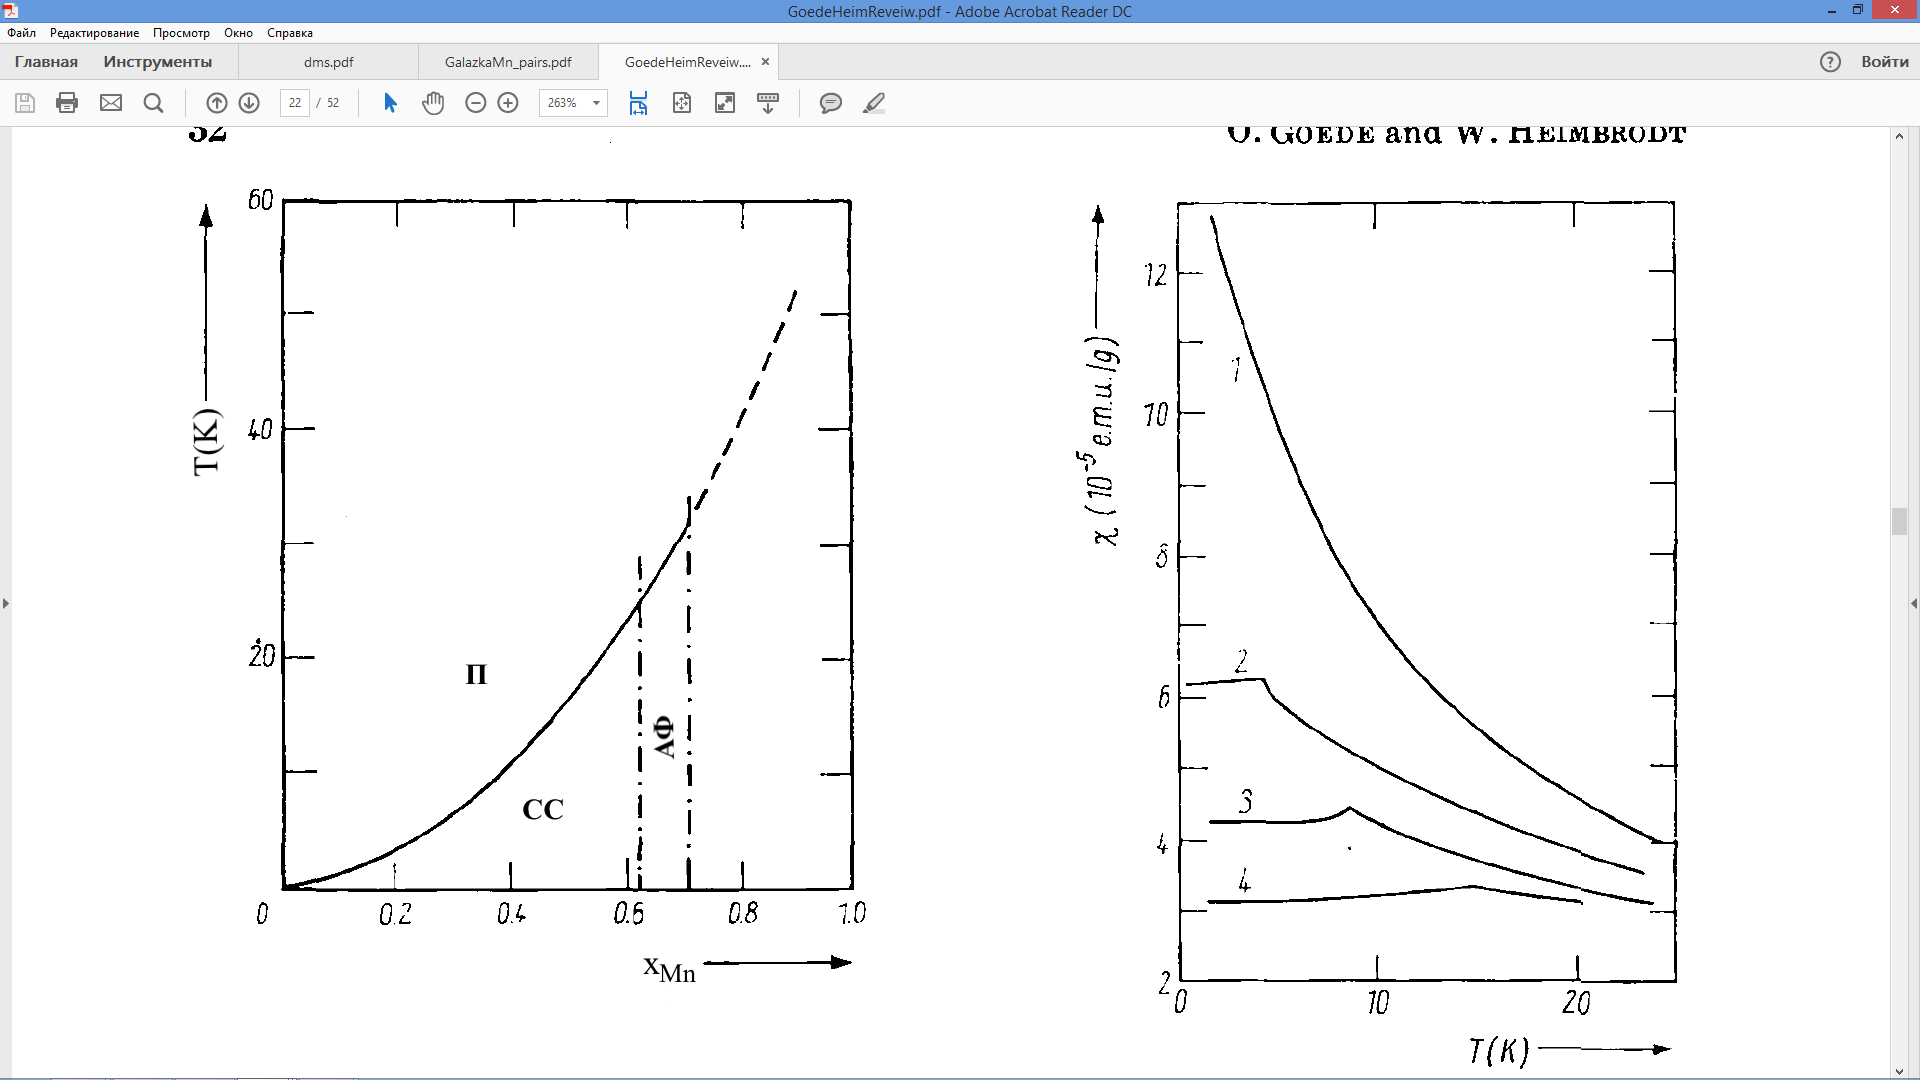 GoedeHeimReveiw.pdf - Adobe Acrobat Reader DC
Файл Редактирование Просмотр Окно Справка
Главная Инструменты dms.pdf GalazkaMn_pairs.pdf GoedeHeimReveiw.... Войти
22 / 52 263%
32 O. GOEDE and W. HEIMBRODT
60
40
20
T(K)
П
СС
АФ
0 0.2 0.4 0.6 0.8 1.0
xMn
12
10
8
6
4
2
χ (10⁻⁵ e.m.u./g)
1
2
3
4
0 10 20
T(K)